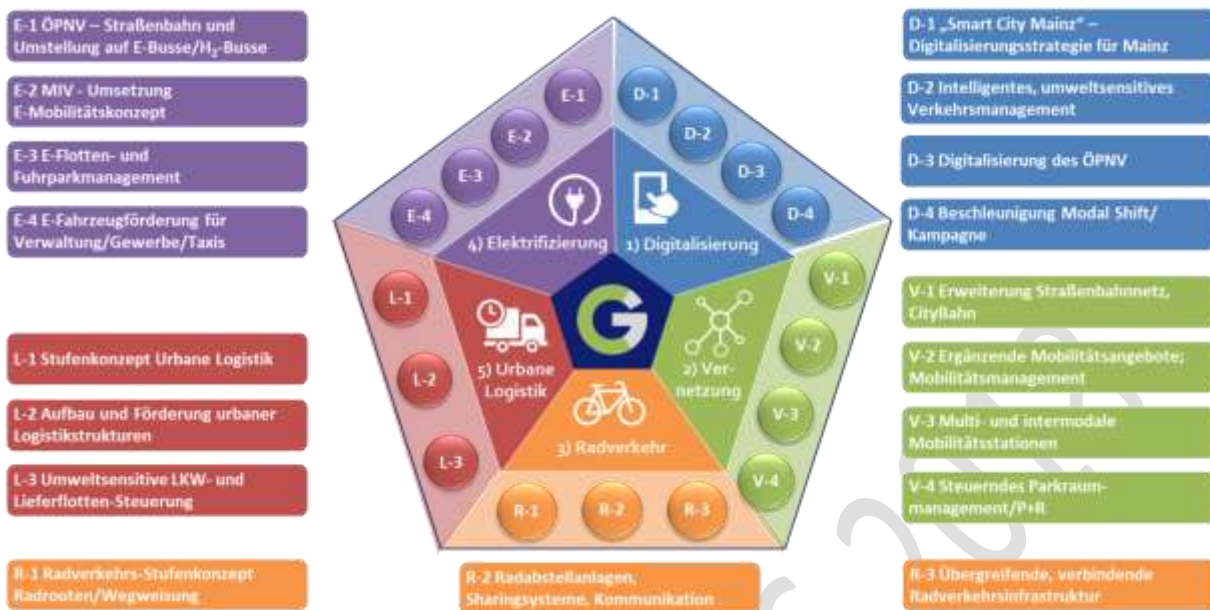 E-1 ÖPNV – Straßenbahn und
Umstellung auf E-Busse/H₂-Busse
E-2 MIV - Umsetzung
E-Mobilitätskonzept
E-3 E-Flotten- und
Fuhrparkmanagement
E-4 E-Fahrzeugförderung für
Verwaltung/Gewerbe/Taxis
L-1 Stufenkonzept Urbane Logistik
L-2 Aufbau und Förderung urbaner
Logistikstrukturen
L-3 Umweltsensitive LKW- und
Lieferflotten-Steuerung
R-1 Radverkehrs-Stufenkonzept
Radrooten/Wegweisung
E-1
E-2
E-3
E-4
4) Elektrifizierung
D-1
D-2
D-3
D-4
1) Digitalisierung
L-1
L-2
L-3
5) Urbane
Logistik
G
V-1
V-2
V-3
V-4
2) Ver-
netzung
3) Radverkehr
R-1
R-2
R-3
R-2 Radabstellanlagen,
Sharingsysteme, Kommunikation
D-1 „Smart City Mainz“ –
Digitalisierungsstrategie für Mainz
D-2 Intelligentes, umweltsensitives
Verkehrsmanagement
D-3 Digitalisierung des ÖPNV
D-4 Beschleunigung Modal Shift/
Kampagne
V-1 Erweiterung Straßenbahnnetz,
CityBahn
V-2 Ergänzende Mobilitätsangebote;
Mobilitätsmanagement
V-3 Multi- und intermodale
Mobilitätsstationen
V-4 Steuerndes Parkraum-
management/P+R
R-3 Übergreifende, verbindende
Radverkehrsinfrastruktur